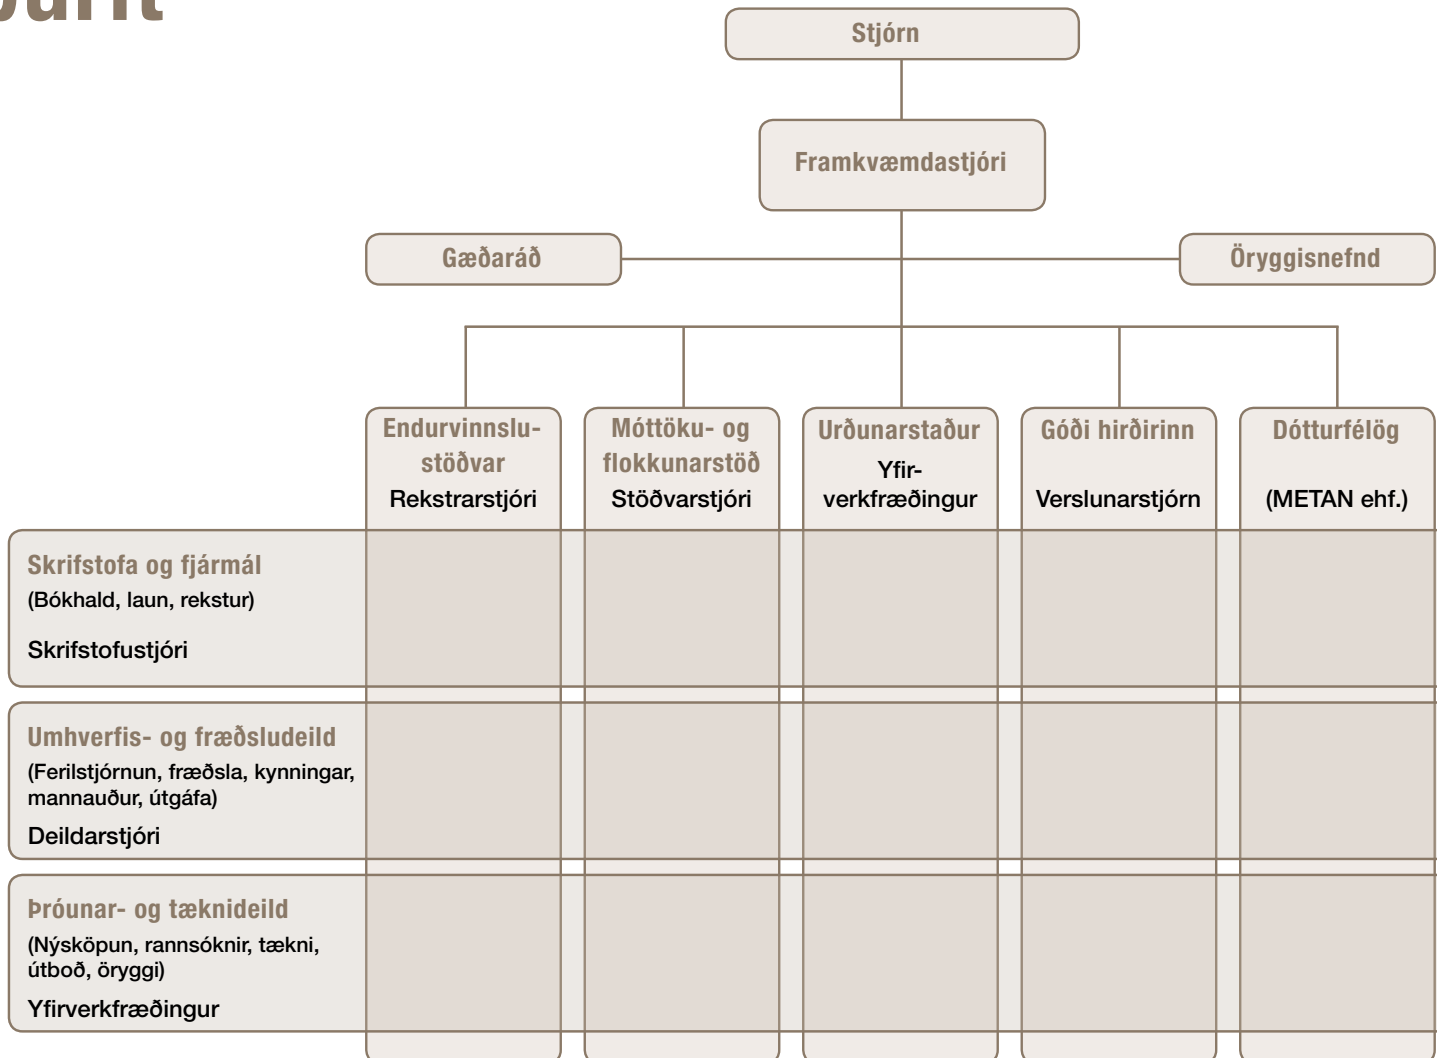 Stjórn
Framkvæmdastjóri
Gæðaráð
Öryggisnefnd
Endurvinnslu-
stöðvar
Rekstrarstjóri
Móttöku- og
flokkunarstöð
Stöðvarstjóri
Urðunarstaður
Yfir-
verkfræðingur
Góði hirðirinn
Verslunarstjórn
Dótturfélög
(METAN ehf.)
Skrifstofa og fjármál
(Bókhald, laun, rekstur)
Skrifstofustjóri
Umhverfis- og fræðsludeild
(Ferilstjórnun, fræðsla, kynningar,
mannauður, útgáfa)
Deildarstjóri
Þróunar- og tæknideild
(Nýsköpun, rannsóknir, tækni,
útboð, öryggi)
Yfirverkfræðingur